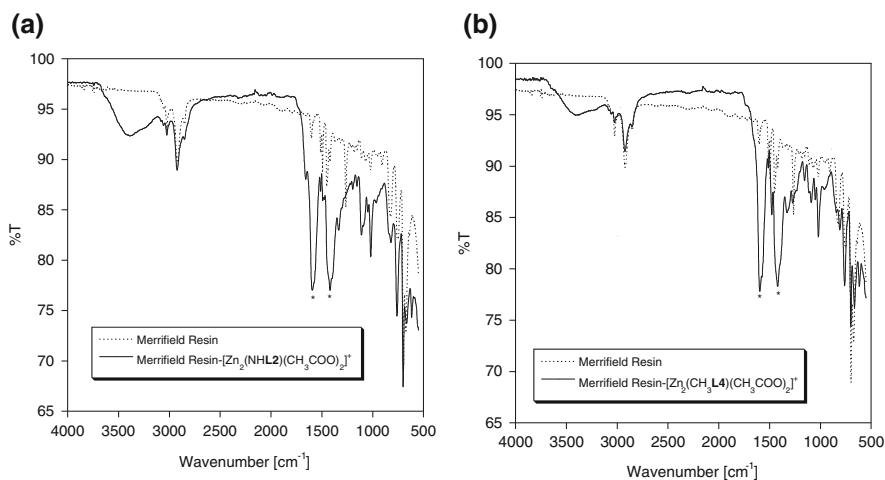 (a)
100
95
90
85
80
75
70
65
%T
4000 3500 3000 2500 2000 1500 1000 500
Wavenumber [cm⁻¹]
* *
Merrifield Resin
Merrifield Resin-[Zn₂(NHL2)(CH₃COO)₂]⁺
(b)
100
95
90
85
80
75
70
65
%T
4000 3500 3000 2500 2000 1500 1000 500
Wavenumber [cm⁻¹]
* *
Merrifield Resin
Merrifield Resin-[Zn₂(CH₃L4)(CH₃COO)₂]⁺